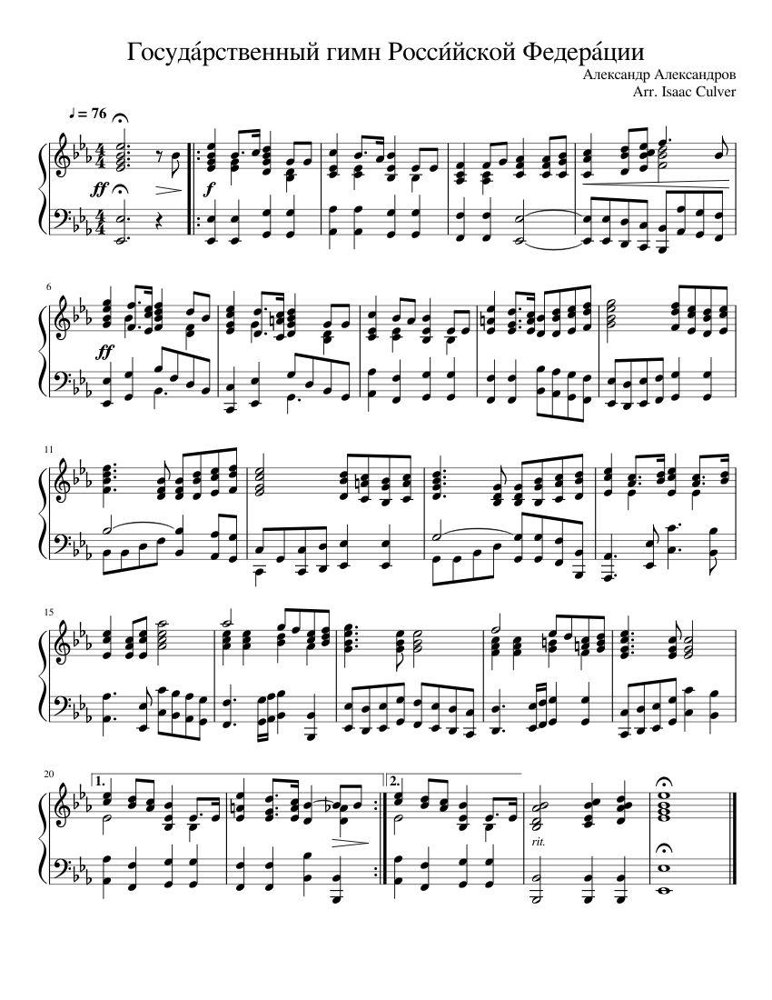 Госуда́рственный гимн Росси́йской Федера́ции
Александр Александров
Arr. Isaac Culver
♩ = 76
ff
f
6
ff
11
15
20
1.
2.
rit.